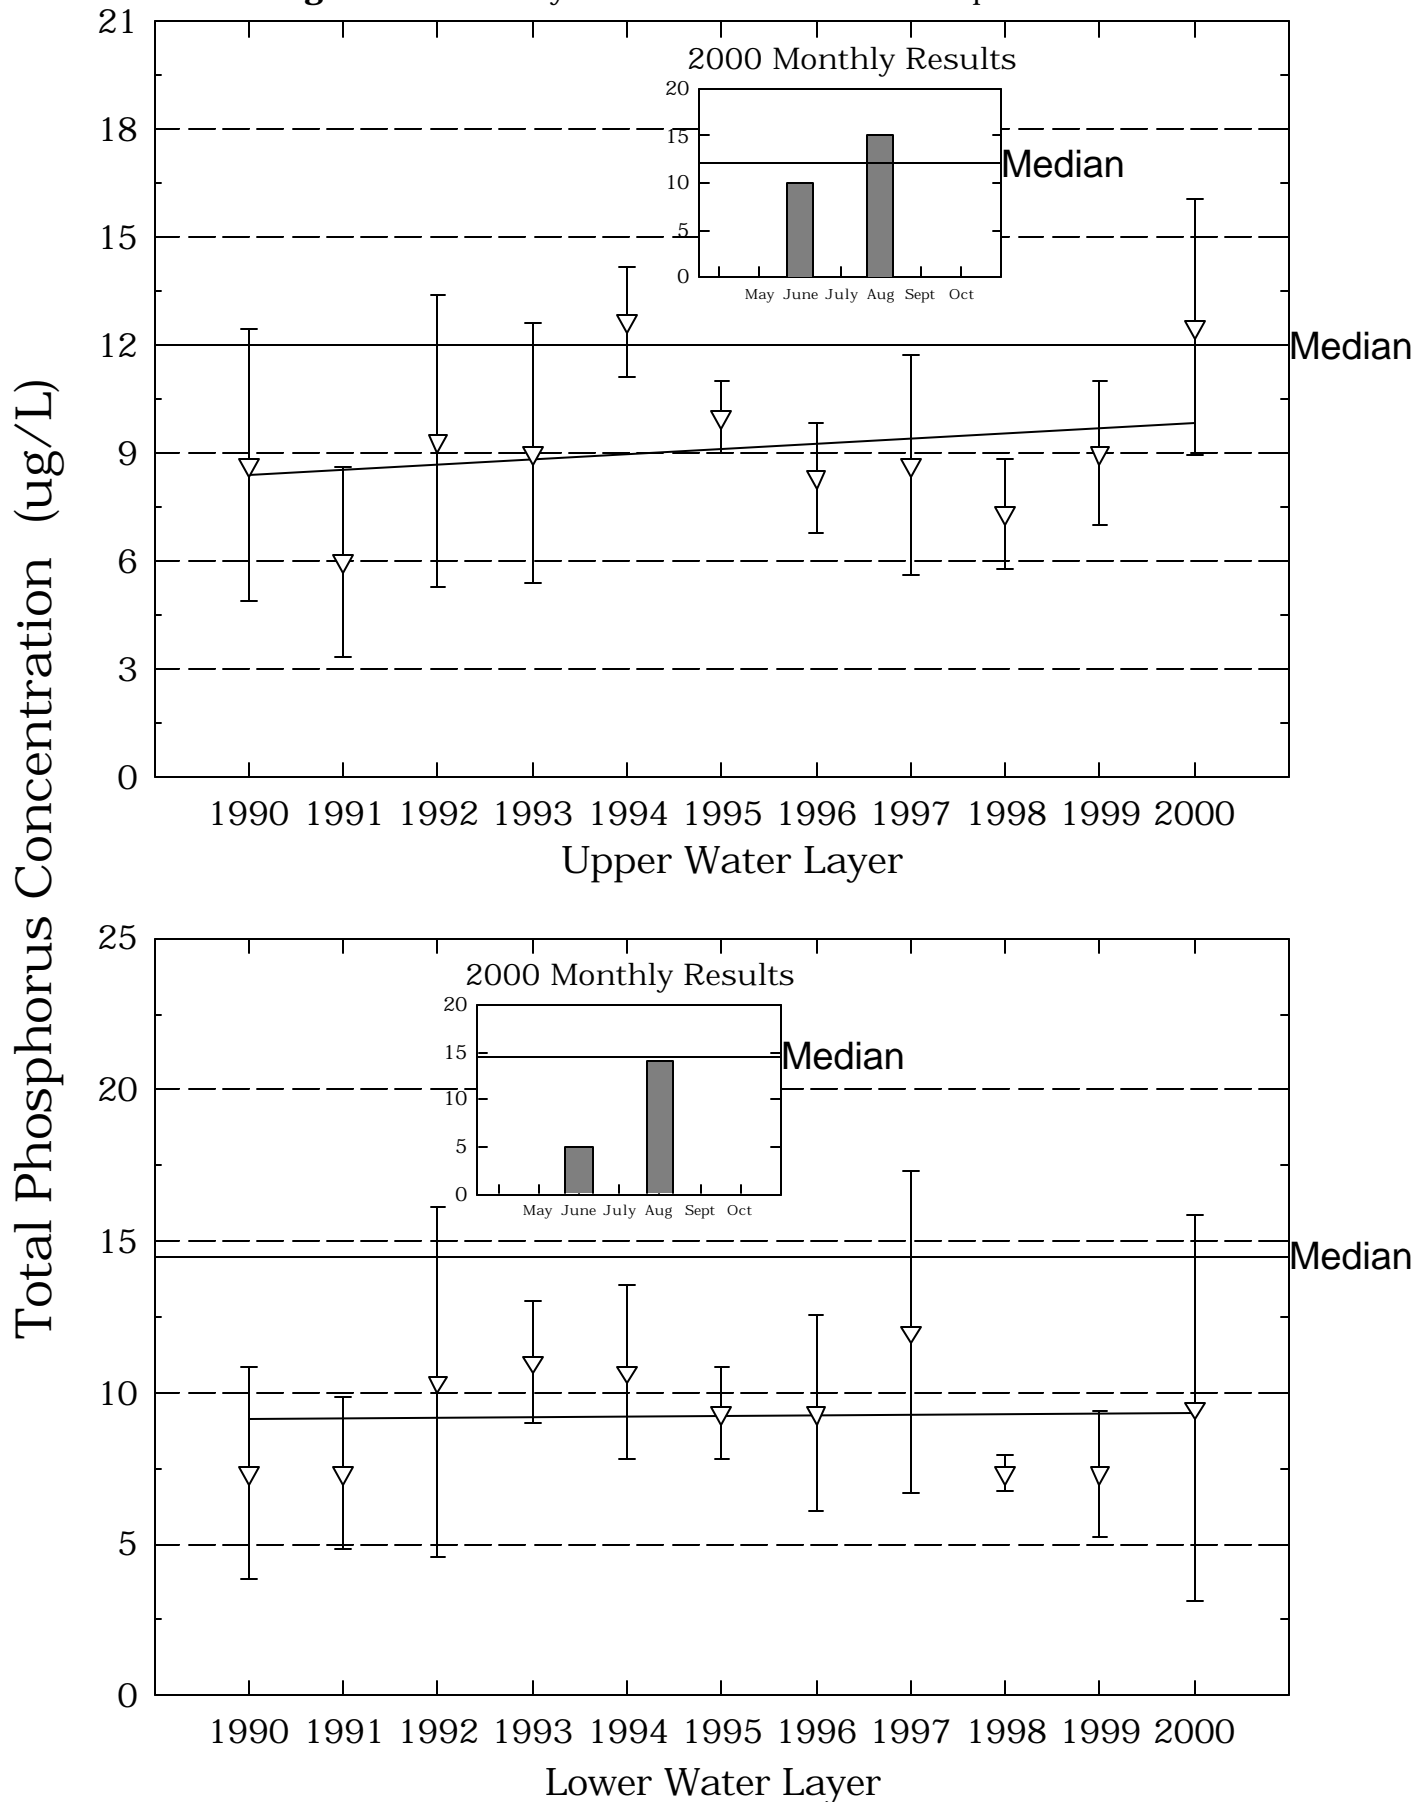 21
18
15
12
9
6
3
0
2000 Monthly Results
20
15
10
5
0
May June July Aug Sept Oct
Median
Median
1990 1991 1992 1993 1994 1995 1996 1997 1998 1999 2000
Upper Water Layer
Total Phosphorus Concentration (ug/L)
25
20
15
10
5
0
2000 Monthly Results
20
15
10
5
0
May June July Aug Sept Oct
Median
Median
1990 1991 1992 1993 1994 1995 1996 1997 1998 1999 2000
Lower Water Layer